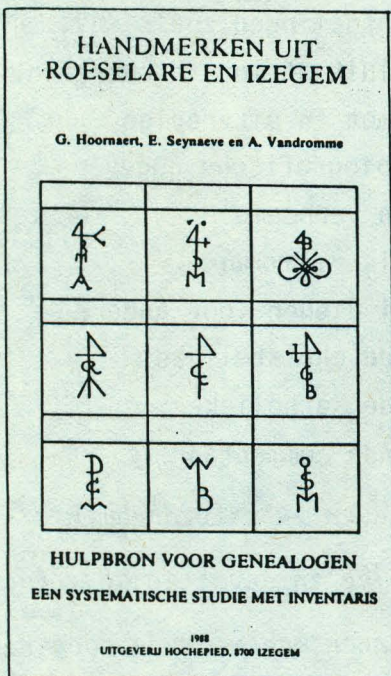 HANDMERKEN UIT
ROESELARE EN IZEGEM
G. Hoornaert, E. Seynaeve en A. Vandromme
HULPBRON VOOR GENEALOGEN
EEN SYSTEMATISCHE STUDIE MET INVENTARIS
1988
UITGEVERIJ HOCHEPIED, 8700 IZEGEM